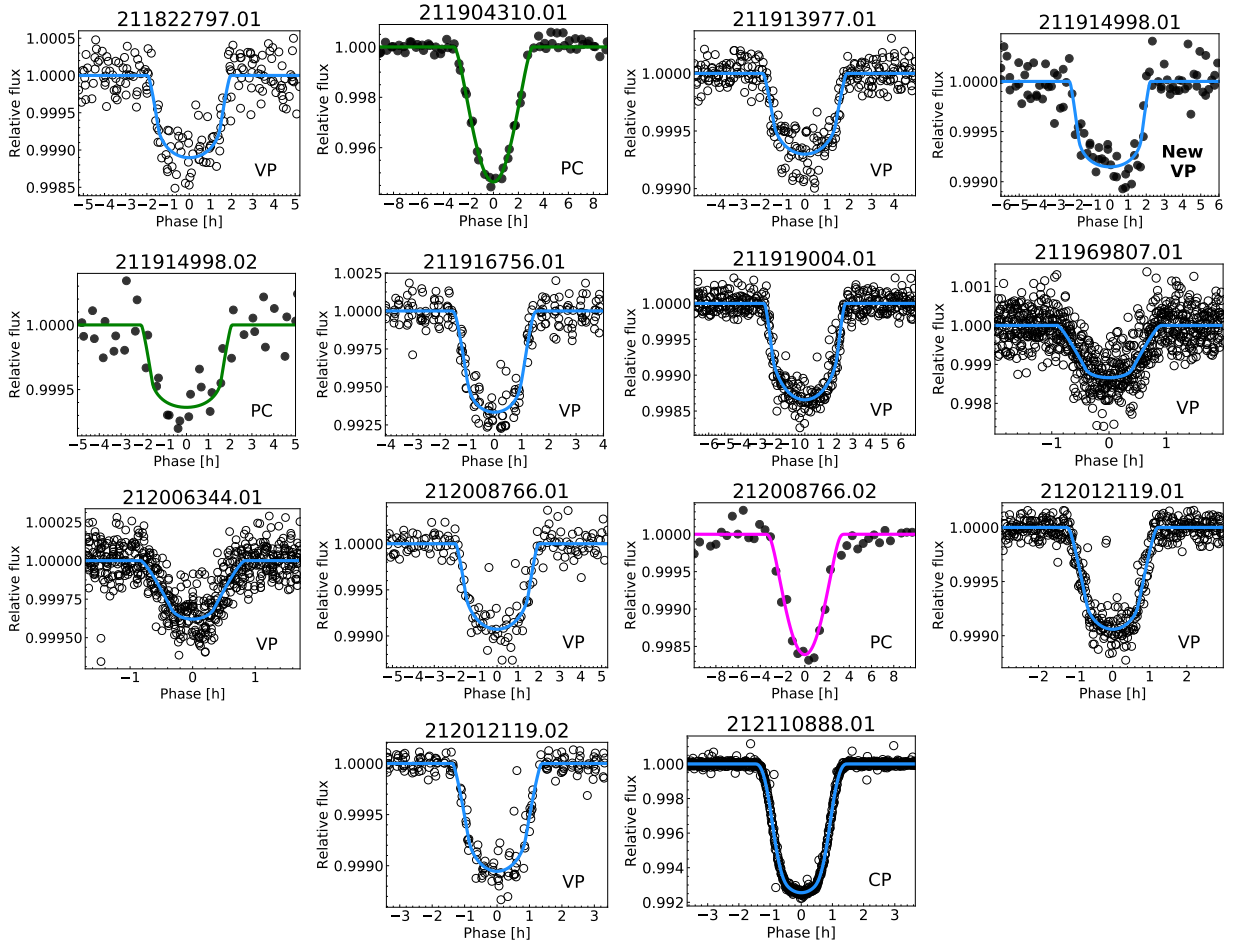 211822797.01
Relative flux
1.0005
1.0000
0.9995
0.9990
0.9985
VP
−5 −4 −3 −2 −1 0 1 2 3 4 5
Phase [h]
211904310.01
Relative flux
1.000
0.998
0.996
PC
−8 −6 −4 −2 0 2 4 6 8
Phase [h]
211913977.01
Relative flux
1.0000
0.9995
0.9990
VP
−5 −4 −3 −2 −1 0 1 2 3 4 5
Phase [h]
211914998.01
Relative flux
1.0000
0.9995
0.9990
New
VP
−6 −5 −4 −3 −2 −1 0 1 2 3 4 5 6
Phase [h]
211914998.02
Relative flux
1.0000
0.9995
PC
−5 −4 −3 −2 −1 0 1 2 3 4 5
Phase [h]
211916756.01
Relative flux
1.0025
1.0000
0.9975
0.9950
0.9925
VP
−4 −3 −2 −1 0 1 2 3 4
Phase [h]
211919004.01
Relative flux
1.0000
0.9995
0.9990
0.9985
VP
−6 −5 −4 −3 −2 −1 0 1 2 3 4 5 6
Phase [h]
211969807.01
Relative flux
1.001
1.000
0.999
0.998
VP
−1 0 1
Phase [h]
212006344.01
Relative flux
1.00025
1.00000
0.99975
0.99950
VP
−1 0 1
Phase [h]
212008766.01
Relative flux
1.0000
0.9995
0.9990
VP
−5 −4 −3 −2 −1 0 1 2 3 4 5
Phase [h]
212008766.02
Relative flux
1.0000
0.9995
0.9990
0.9985
PC
−8 −6 −4 −2 0 2 4 6 8
Phase [h]
212012119.01
Relative flux
1.0000
0.9995
0.9990
VP
−2 −1 0 1 2
Phase [h]
212012119.02
Relative flux
1.0000
0.9995
0.9990
VP
−3 −2 −1 0 1 2 3
Phase [h]
212110888.01
Relative flux
1.000
0.998
0.996
0.994
0.992
CP
−3 −2 −1 0 1 2 3
Phase [h]